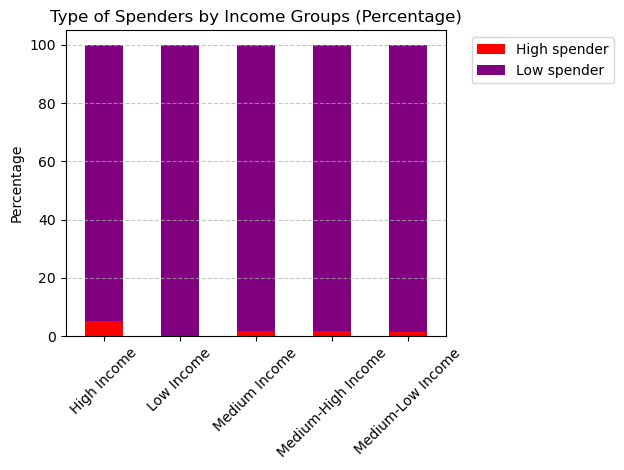 Type of Spenders by Income Groups (Percentage)
High spender
Low spender
Percentage
100
80
60
40
20
0
High Income
Low Income
Medium Income
Medium-High Income
Medium-Low Income